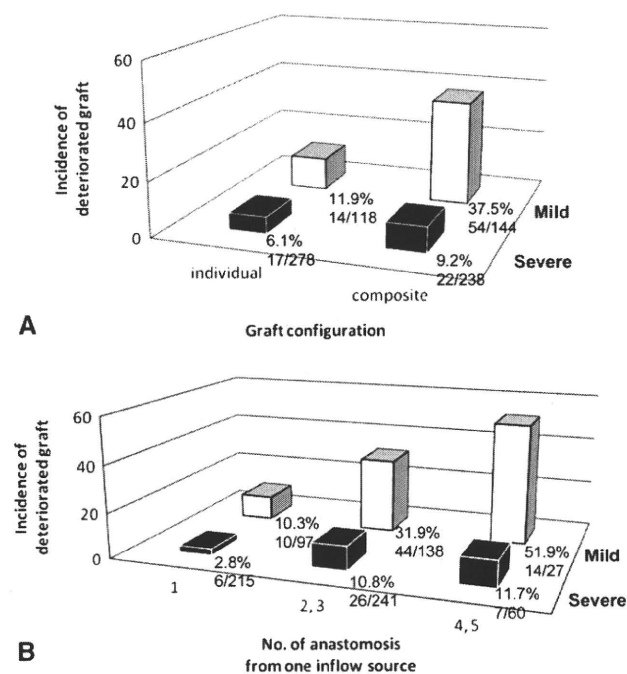 60
40
20
0
Incidence of
deteriorated graft
11.9%
14/118
37.5%
54/144
Mild
6.1%
17/278
9.2%
22/238
Severe
individual
composite
A
Graft configuration
60
40
20
0
Incidence of
deteriorated graft
10.3%
10/97
31.9%
44/138
51.9%
14/27
Mild
2.8%
6/215
10.8%
26/241
11.7%
7/60
Severe
1
2, 3
4, 5
B
No. of anastomosis
from one inflow source